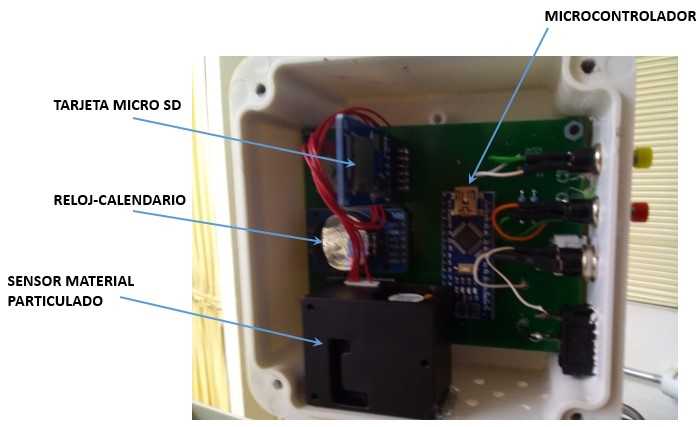 MICROCONTROLADOR
TARJETA MICRO SD
RELOJ-CALENDARIO
SENSOR MATERIAL
PARTICULADO